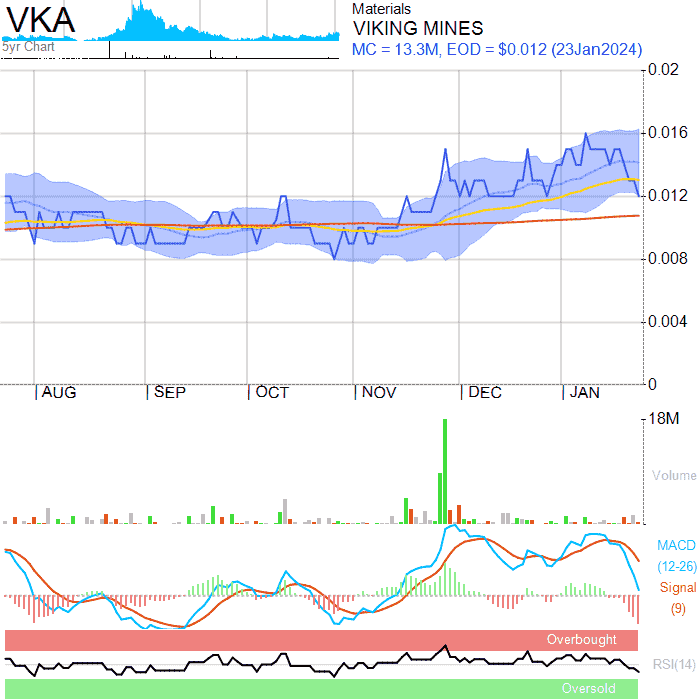 VKA
5yr Chart
Materials
VIKING MINES
MC = 13.3M, EOD = $0.012 (23Jan2024)
0.02
0.016
0.012
0.008
0.004
0
AUG SEP OCT NOV DEC JAN
18M
Volume
MACD
(12-26)
Signal
(9)
Overbought
RSI(14)
Oversold